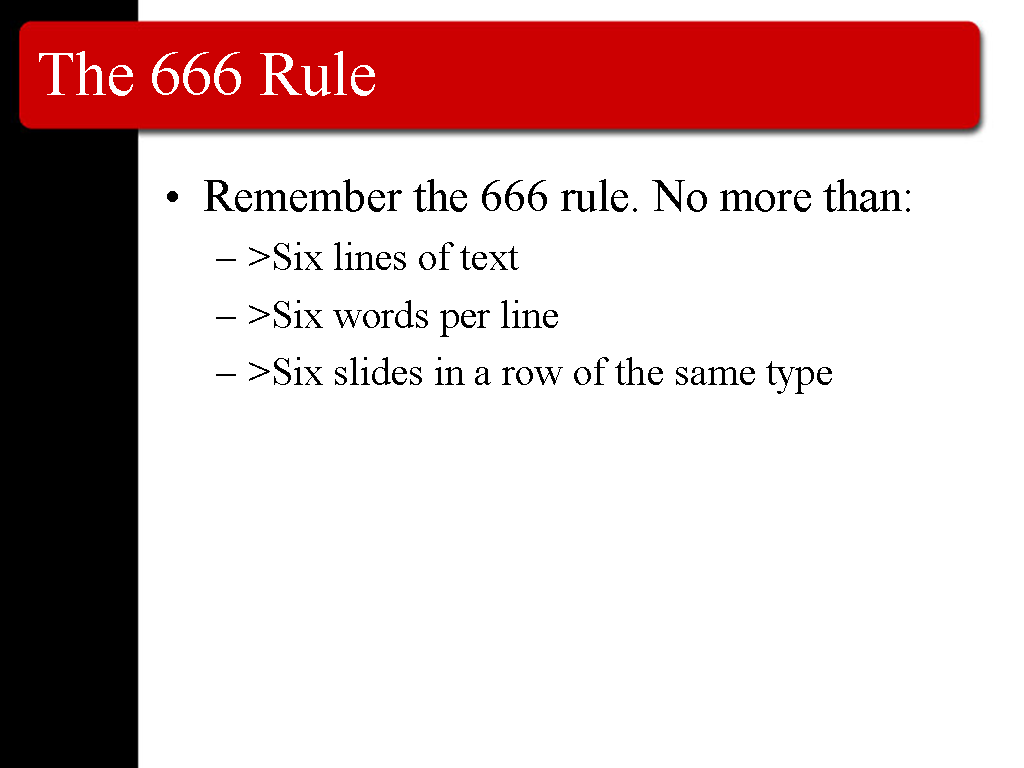 The 666 Rule
• Remember the 666 rule. No more than:
– >Six lines of text
– >Six words per line
– >Six slides in a row of the same type